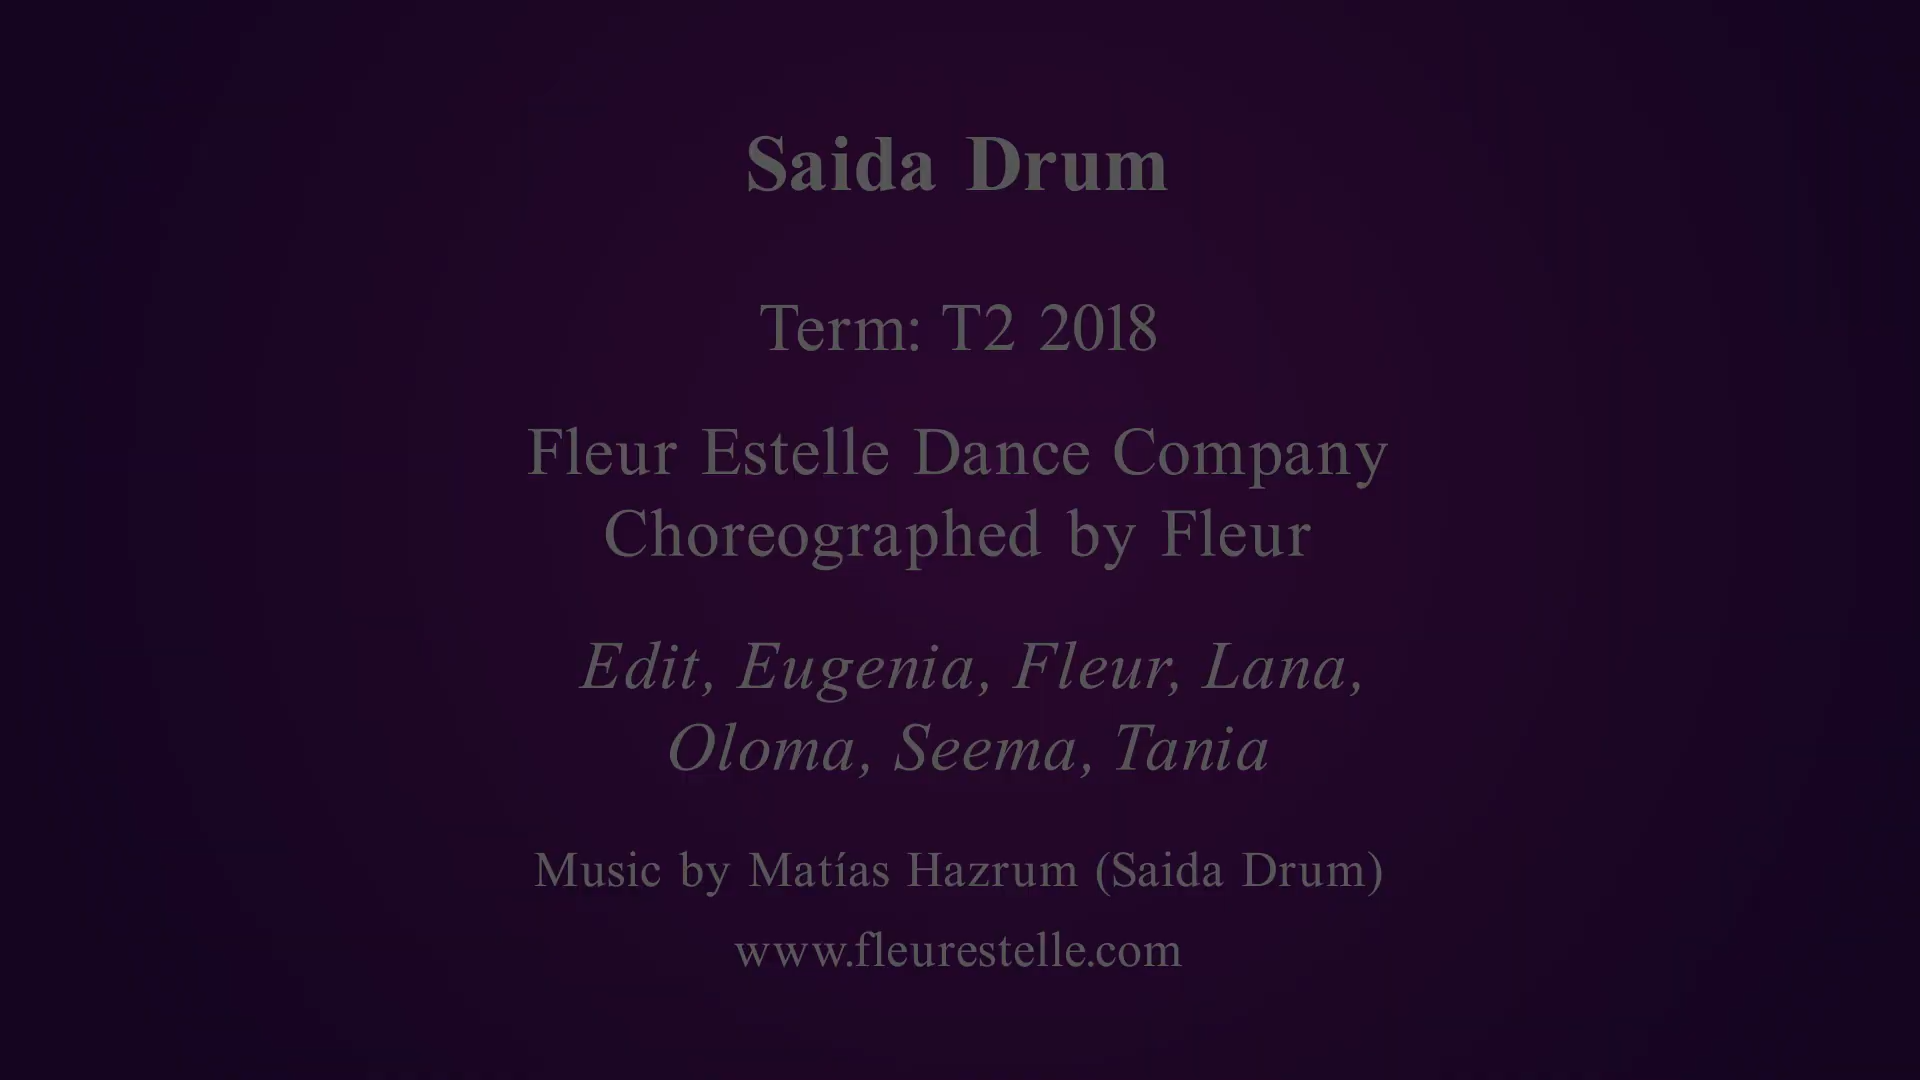 Saida Drum
Term: T2 2018
Fleur Estelle Dance Company
Choreographed by Fleur
Edit, Eugenia, Fleur, Lana,
Oloma, Seema, Tania
Music by Matías Hazrum (Saida Drum)
www.fleurestelle.com